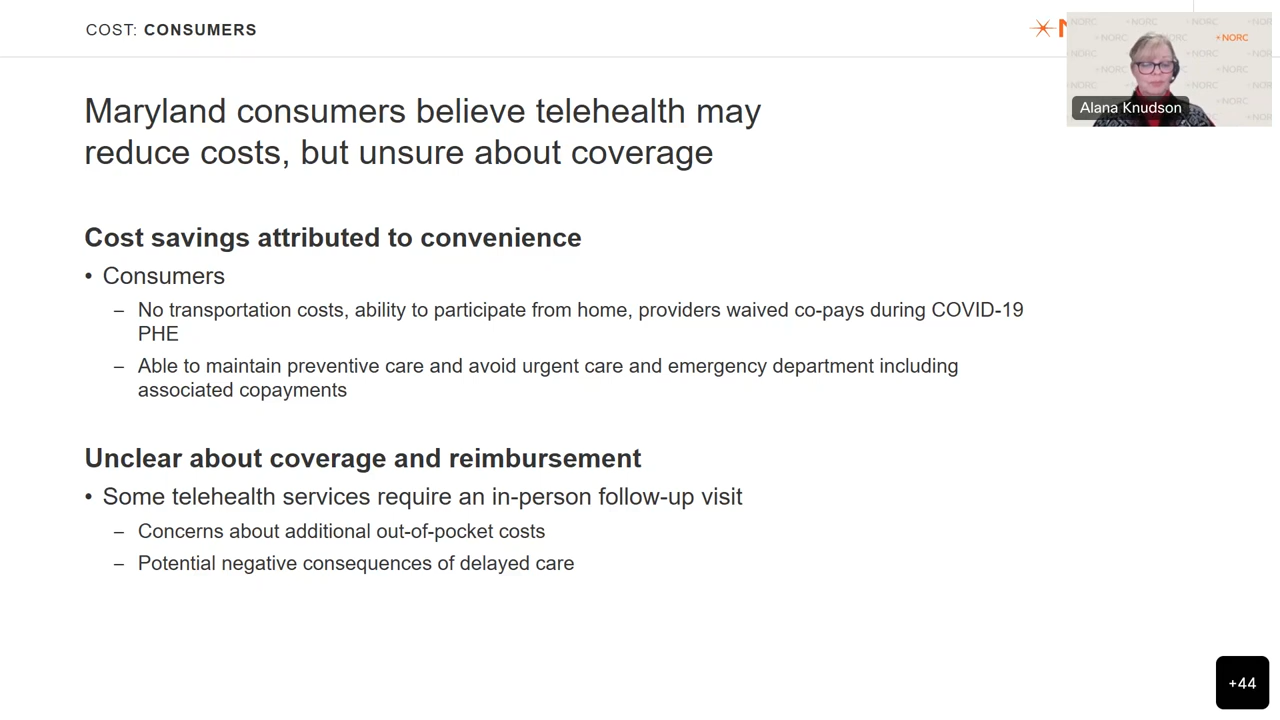 COST: CONSUMERS
NORC
Alana Knudson
Maryland consumers believe telehealth may
reduce costs, but unsure about coverage
Cost savings attributed to convenience
• Consumers
– No transportation costs, ability to participate from home, providers waived co-pays during COVID-19
PHE
– Able to maintain preventive care and avoid urgent care and emergency department including
associated copayments
Unclear about coverage and reimbursement
• Some telehealth services require an in-person follow-up visit
– Concerns about additional out-of-pocket costs
– Potential negative consequences of delayed care
+44